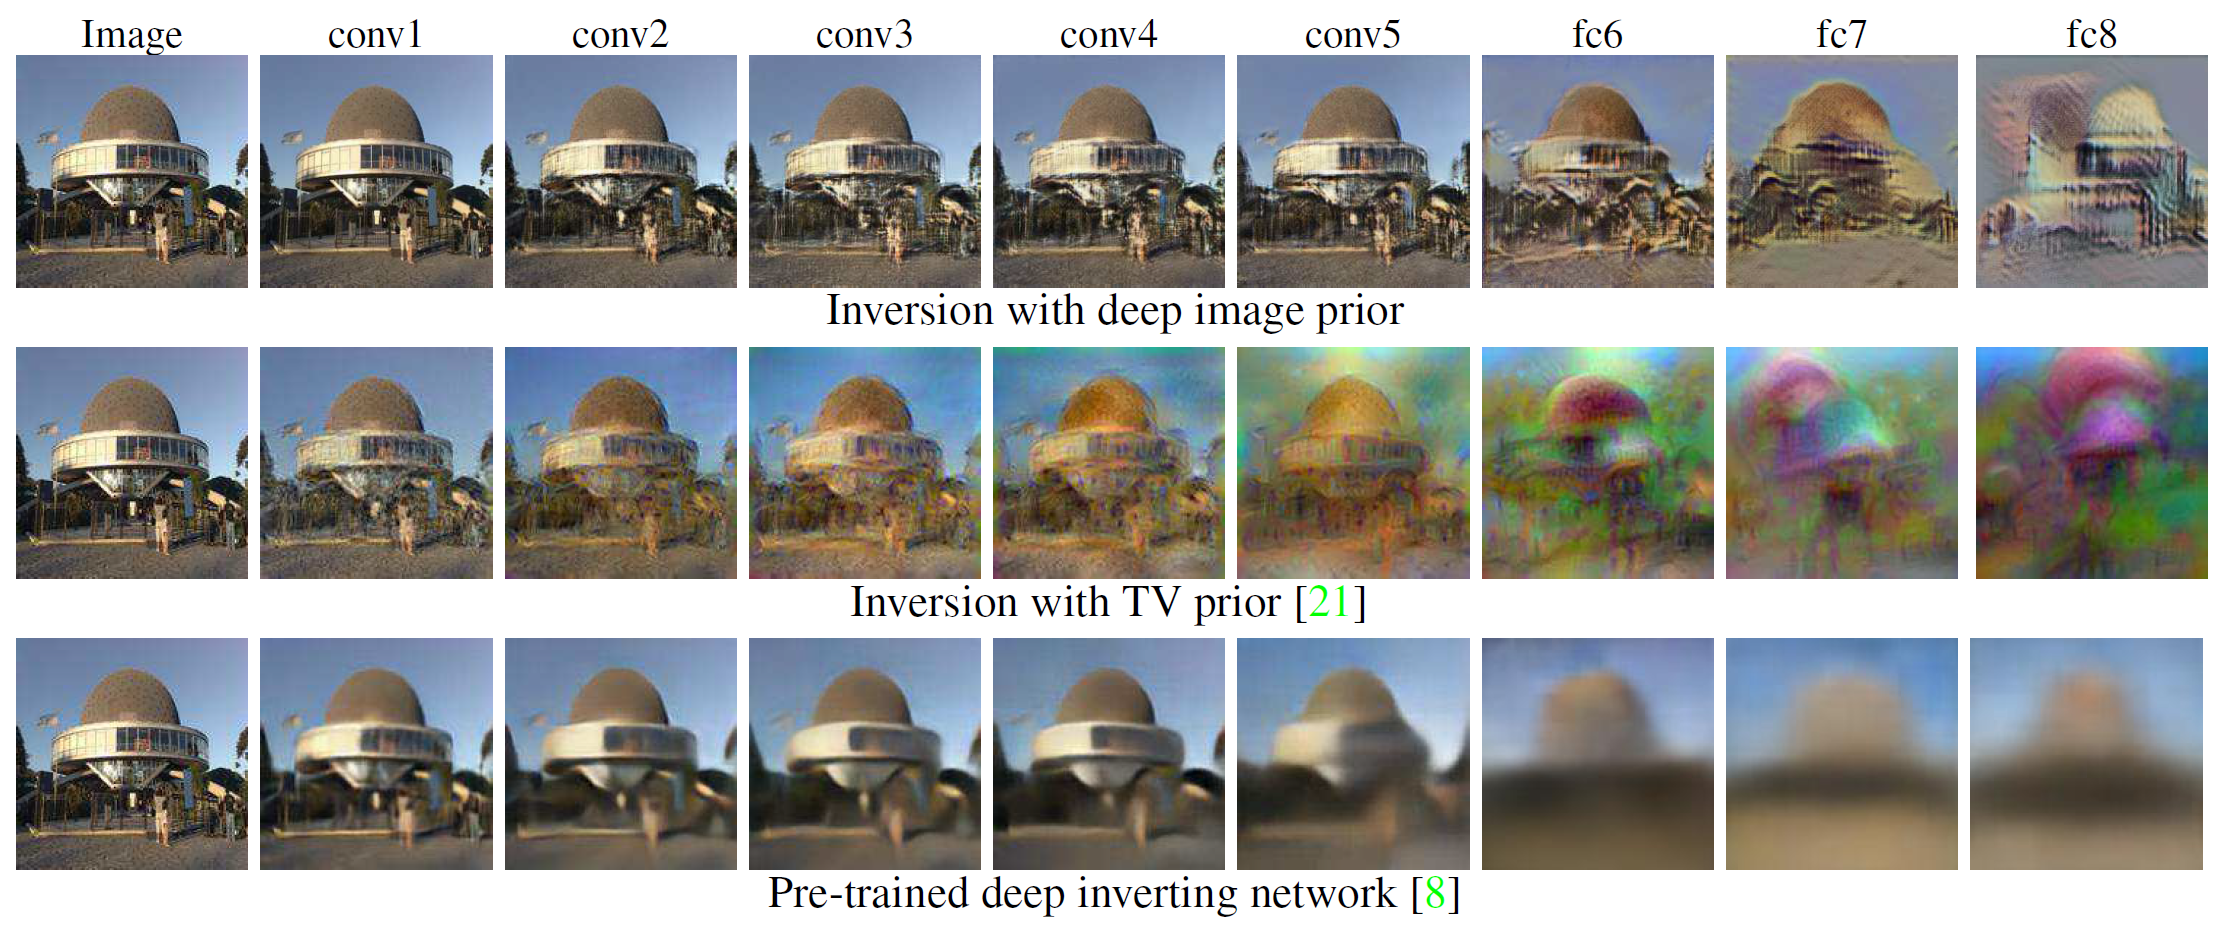 Image conv1 conv2 conv3 conv4 conv5 fc6 fc7 fc8
Inversion with deep image prior
Inversion with TV prior [21]
Pre-trained deep inverting network [8]